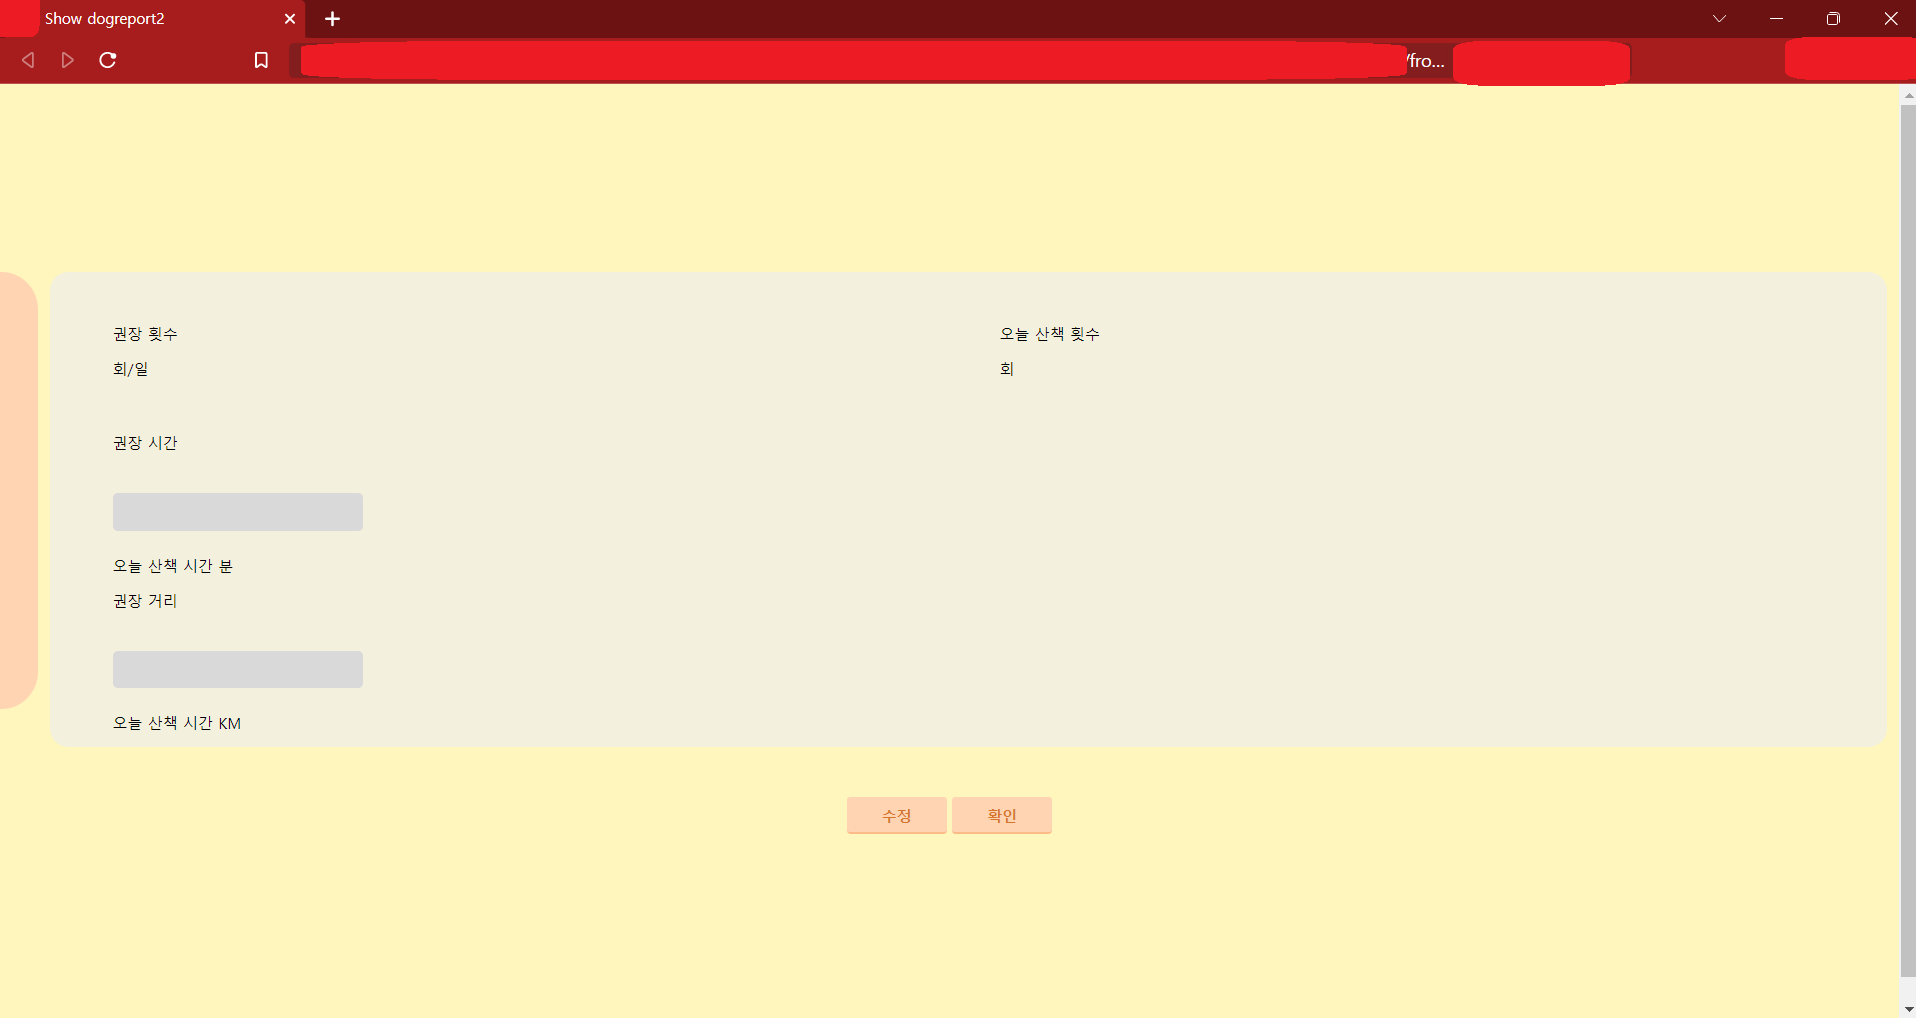 Show dogreport2
/fro...
권장 횟수
오늘 산책 횟수
회/일
회
권장 시간
오늘 산책 시간 분
권장 거리
오늘 산책 시간 KM
수정
확인